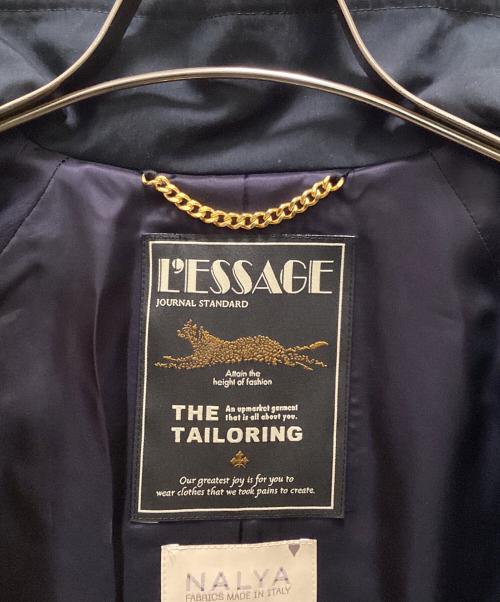 L'ESSAGE
JOURNAL STANDARD
Attain the
height of fashion
THE An upmarket garment
that is all about you.
TAILORING
Our greatest joy is for you to
wear clothes that we took pains to create.
NALYA
FABRICS MADE IN ITALY